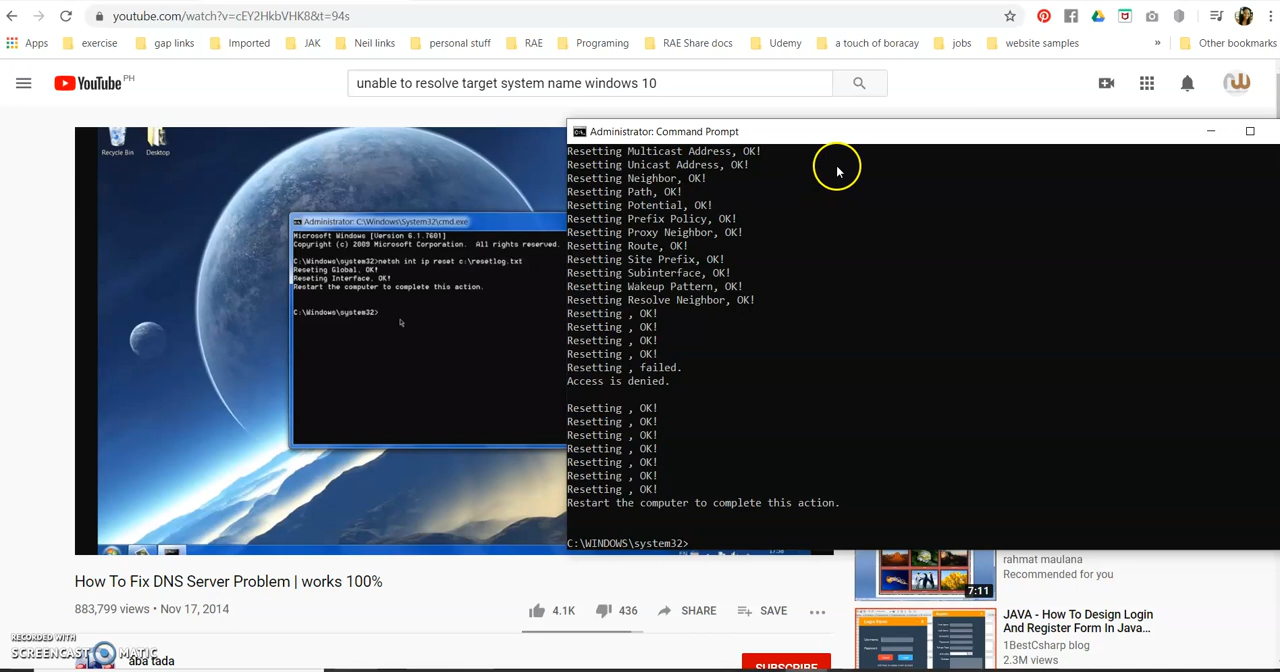 youtube.com/watch?v=cEY2HkbVHK8&t=94s
Apps exercise gap links Imported JAK Neil links personal stuff RAE Programing RAE Share docs Udemy a touch of boracay jobs website samples » Other bookmarks
YouTube PH
unable to resolve target system name windows 10
Recycle Bin Desktop
Administrator: C:\Windows\System32\cmd.exe
Microsoft Windows [Version 6.1.7601]
Copyright (c) 2009 Microsoft Corporation. All rights reserved.
C:\Windows\system32>netsh int ip reset c:\resetlog.txt
Reseting Global, OK!
Reseting Interface, OK!
Restart the computer to complete this action.
C:\Windows\system32>
Administrator: Command Prompt
Resetting Multicast Address, OK!
Resetting Unicast Address, OK!
Resetting Neighbor, OK!
Resetting Path, OK!
Resetting Potential, OK!
Resetting Prefix Policy, OK!
Resetting Proxy Neighbor, OK!
Resetting Route, OK!
Resetting Site Prefix, OK!
Resetting Subinterface, OK!
Resetting Wakeup Pattern, OK!
Resetting Resolve Neighbor, OK!
Resetting , OK!
Resetting , OK!
Resetting , OK!
Resetting , OK!
Resetting , failed.
Access is denied.
Resetting , OK!
Resetting , OK!
Resetting , OK!
Resetting , OK!
Resetting , OK!
Resetting , OK!
Resetting , OK!
Restart the computer to complete this action.
C:\WINDOWS\system32>
How To Fix DNS Server Problem | works 100%
883,799 views • Nov 17, 2014
4.1K 436 SHARE SAVE
aba tada
SUBSCRIBE
rahmat maulana
Recommended for you
7:11
JAVA - How To Design Login
And Register Form In Java...
1BestCsharp blog
2.3M views
RECORDED WITH
SCREENCAST MATIC